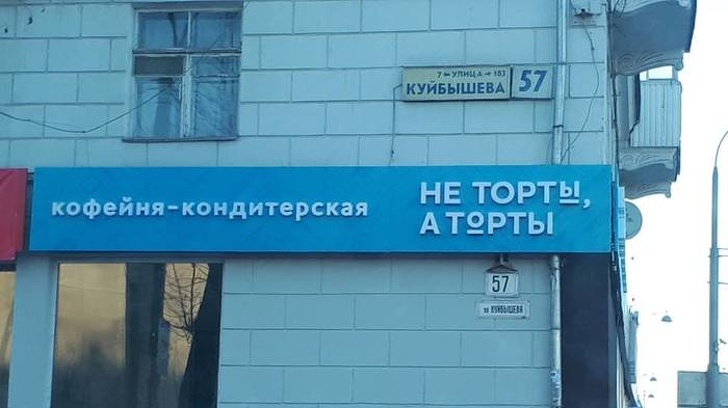 7 ← УЛИЦА → 183
КУЙБЫШЕВА 57
кофейня-кондитерская
НЕ ТОРТЫ,
А ТОРТЫ
57
ул КУЙБЫШЕВА